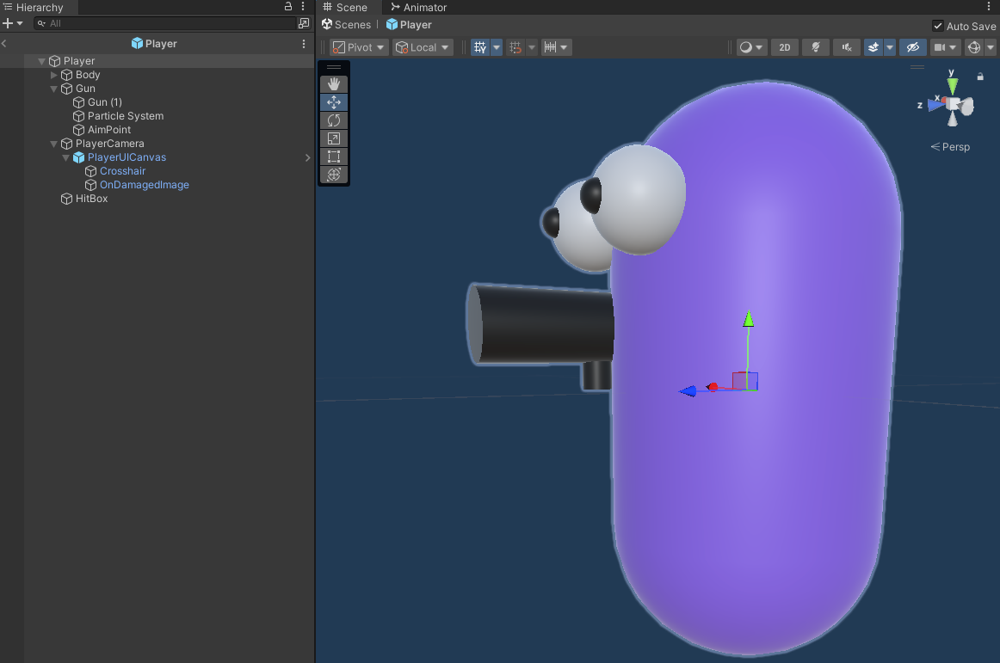 Hierarchy
All
Player
Player
Body
Gun
Gun (1)
Particle System
AimPoint
PlayerCamera
PlayerUICanvas
Crosshair
OnDamagedImage
HitBox
Scene Animator
Scenes Player Auto Save
Pivot Local 2D
y
x
z
Persp